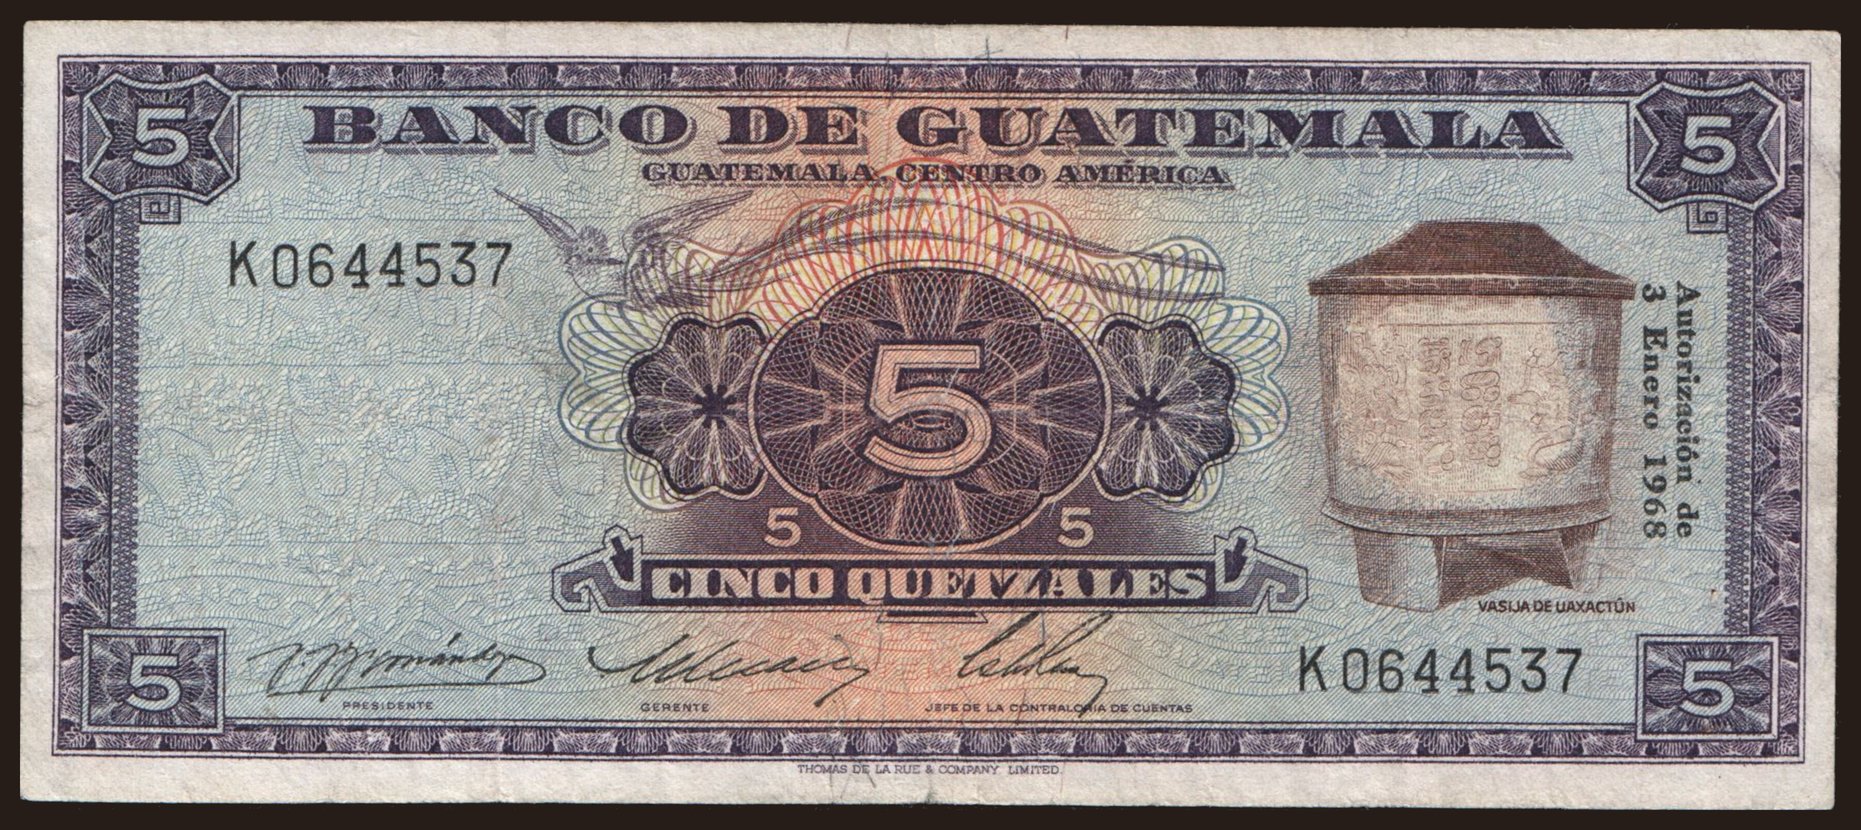 5 BANCO DE GUATEMALA 5
GUATEMALA, CENTRO AMÉRICA
K0644537
Autorización de
3 Enero 1968
5
5 5
CINCO QUETZALES
VASIJA DE UAXACTÚN
K0644537
5 5
PRESIDENTE GERENTE JEFE DE LA CONTRALORIA DE CUENTAS
THOMAS DE LA RUE & COMPANY, LIMITED.